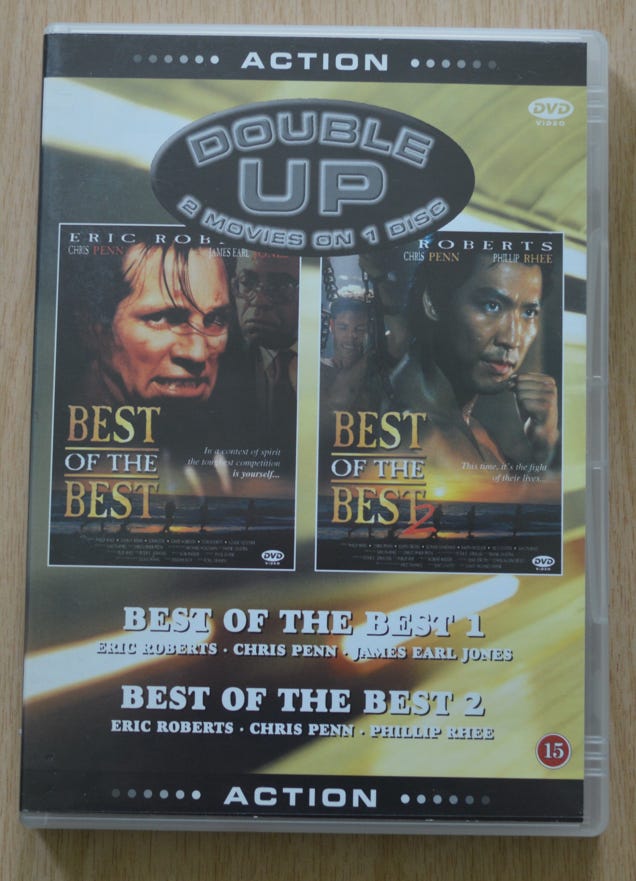 ACTION
DVD
VIDEO
DOUBLE
UP
2 MOVIES ON 1 DISC
ERIC ROB
CHRIS PENN JAMES EARL JONES
BEST
OF THE
BEST
In a contest of spirit
the toughest competition
is yourself...
DVD
VIDEO
ROBERTS
CHRIS PENN PHILLIP RHEE
BEST
OF THE
BEST
2
This time, it's the fight
of their lives...
DVD
VIDEO
BEST OF THE BEST 1
ERIC ROBERTS · CHRIS PENN · JAMES EARL JONES
BEST OF THE BEST 2
ERIC ROBERTS · CHRIS PENN · PHILLIP RHEE
15
ACTION